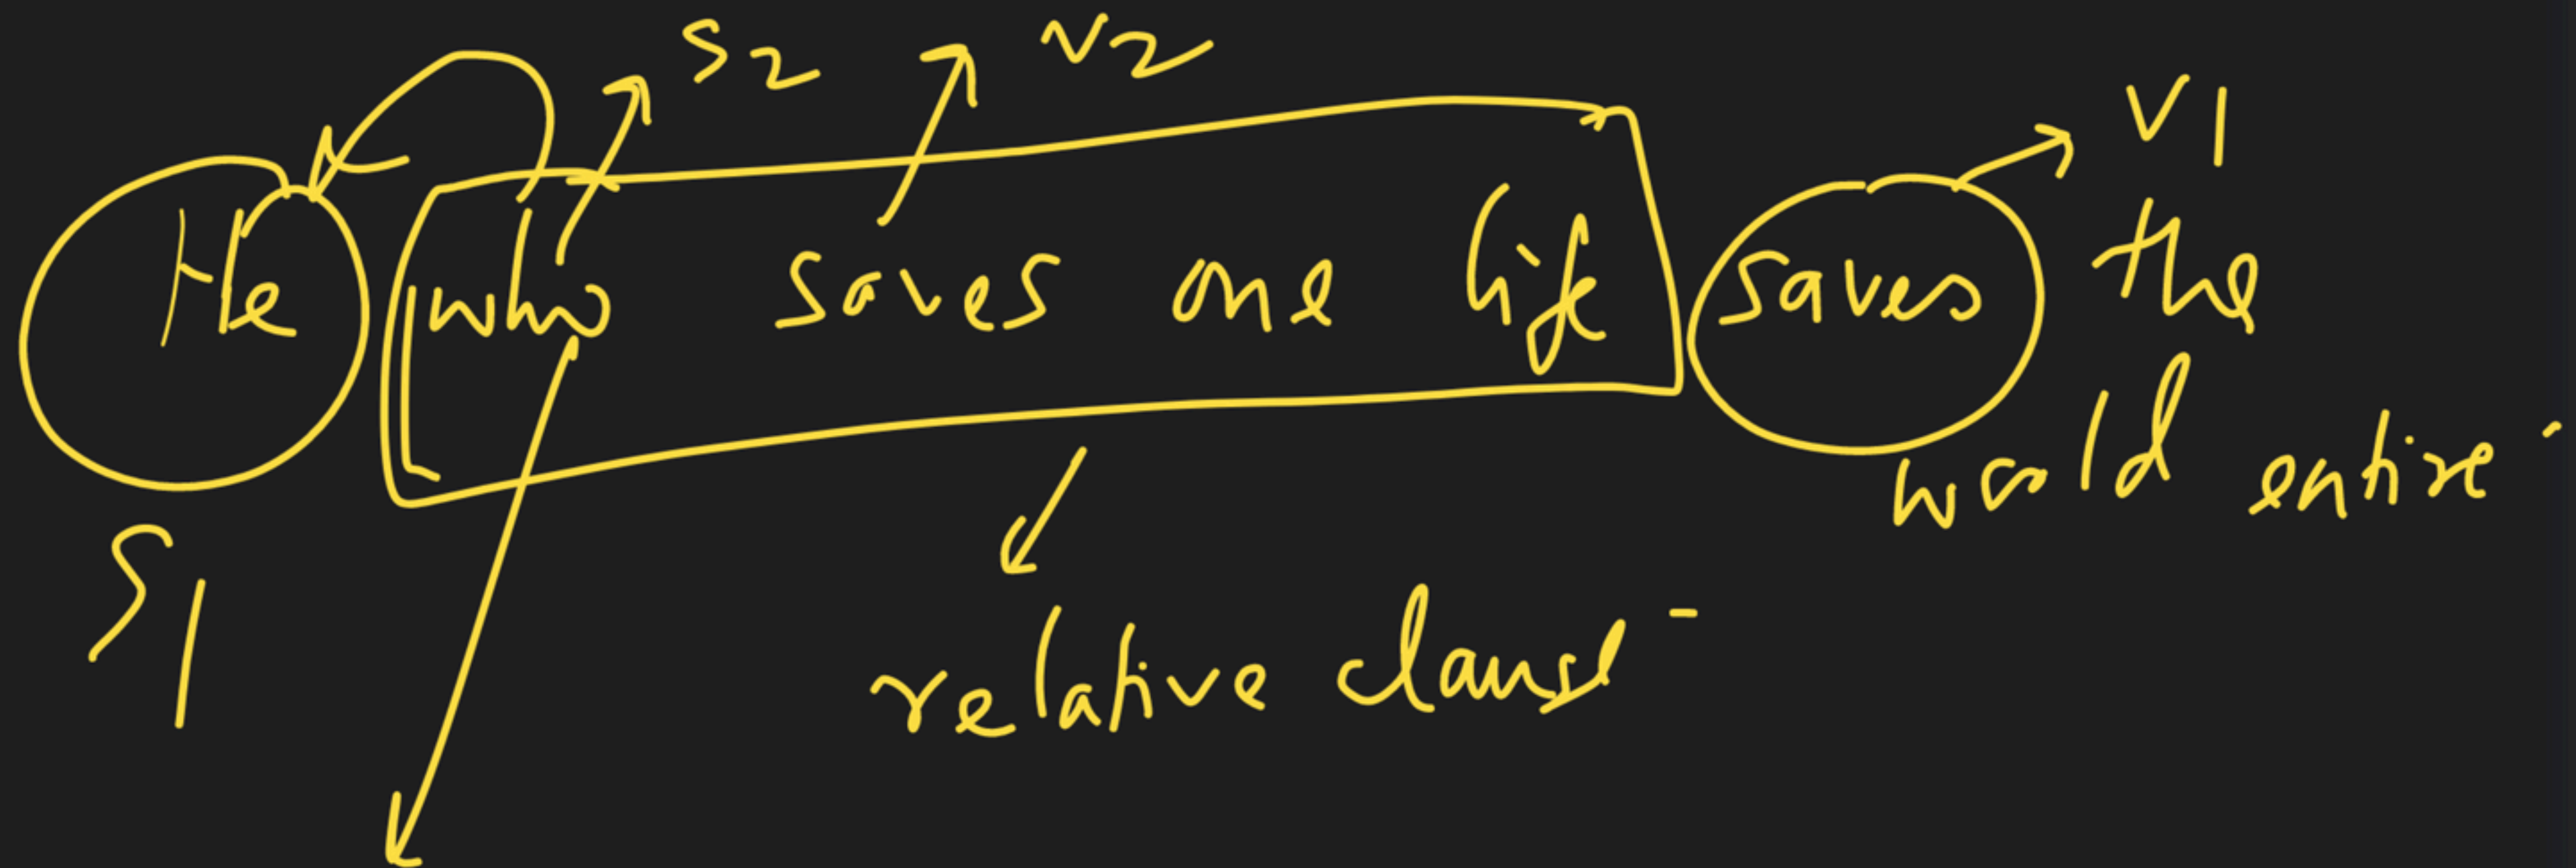 S2 V2
V1
He who saves one life saves the
world entire
S1
relative clause